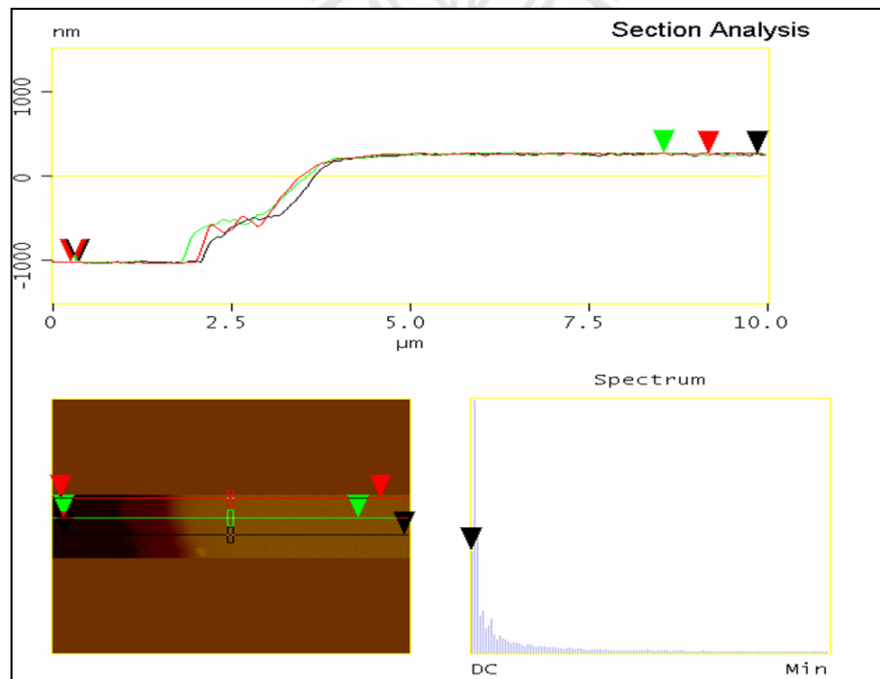 nm Section Analysis
1000
0
-1000
0 2.5 5.0 7.5 10.0
µm
Spectrum
DC Min